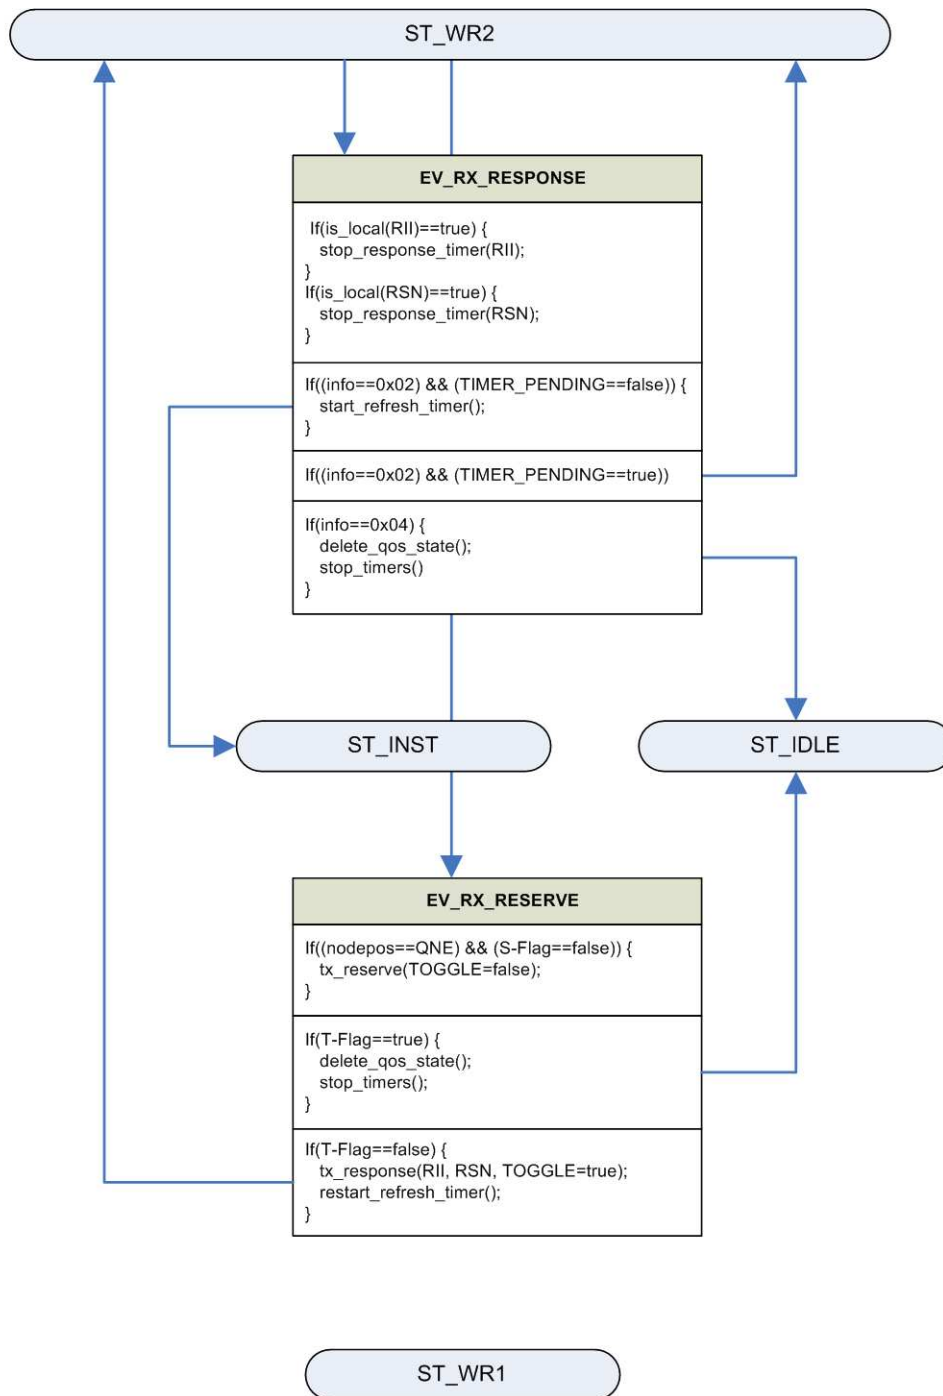 ST_WR2
EV_RX_RESPONSE
If(is_local(RII)==true) {
stop_response_timer(RII);
}
If(is_local(RSN)==true) {
stop_response_timer(RSN);
}
If((info==0x02) && (TIMER_PENDING==false)) {
start_refresh_timer();
}
If((info==0x02) && (TIMER_PENDING==true))
If(info==0x04) {
delete_qos_state();
stop_timers()
}
ST_INST
ST_IDLE
EV_RX_RESERVE
If((nodepos==QNE) && (S-Flag==false)) {
tx_reserve(TOGGLE=false);
}
If(T-Flag==true) {
delete_qos_state();
stop_timers();
}
If(T-Flag==false) {
tx_response(RII, RSN, TOGGLE=true);
restart_refresh_timer();
}
ST_WR1